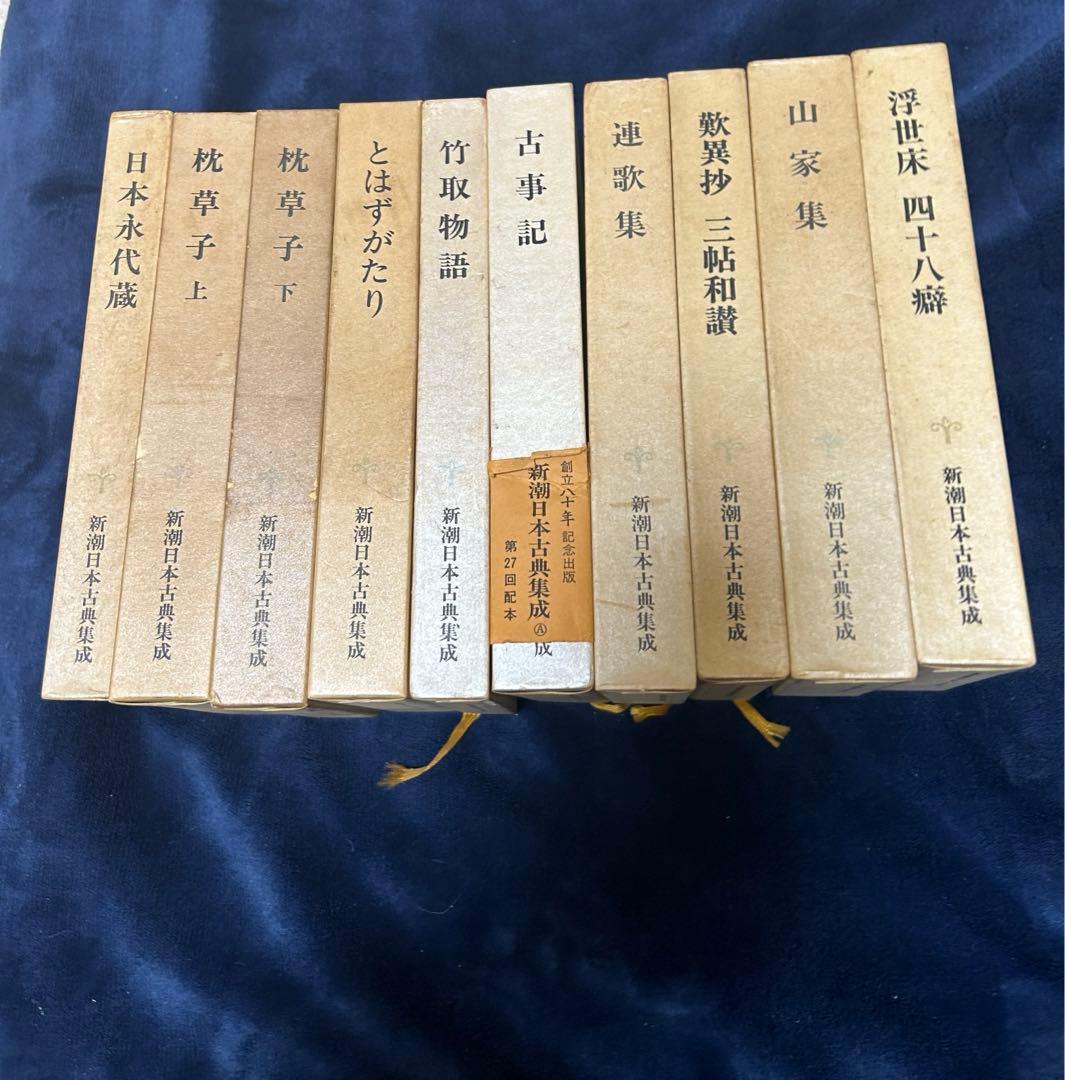 日本永代蔵
新潮日本古典集成
枕草子 上
新潮日本古典集成
枕草子 下
新潮日本古典集成
とはずがたり
新潮日本古典集成
竹取物語
新潮日本古典集成
古事記
創立八十年 記念出版
新潮日本古典集成 Ⓐ
第27回配本
成
連歌集
新潮日本古典集成
歎異抄 三帖和讃
新潮日本古典集成
山家集
新潮日本古典集成
浮世床 四十八癖
新潮日本古典集成